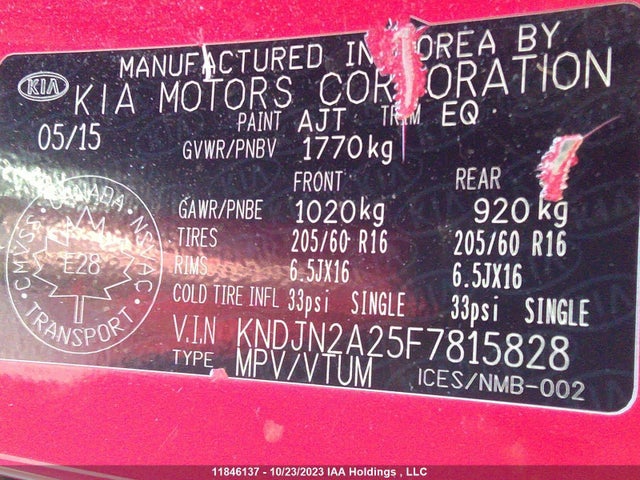 MANUFACTURED IN KOREA BY
KIA
KIA MOTORS CORPORATION
05/15
PAINT AJT TRIM EQ
GVWR/PNBV 1770kg
FRONT REAR
GAWR/PNBE 1020kg 920kg
TIRES 205/60 R16 205/60 R16
RIMS 6.5JX16 6.5JX16
COLD TIRE INFL 33psi SINGLE 33psi SINGLE
V.I.N KNDJN2A25F7815828
TYPE MPV/VTUM ICES/NMB-002
CANADA • NSVAC • TRANSPORT • CMVSS •
E28
11846137 - 10/23/2023 IAA Holdings , LLC